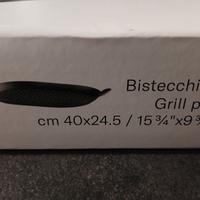 Bistecchi
Grill p
cm 40x24.5 / 15 ¾"x9